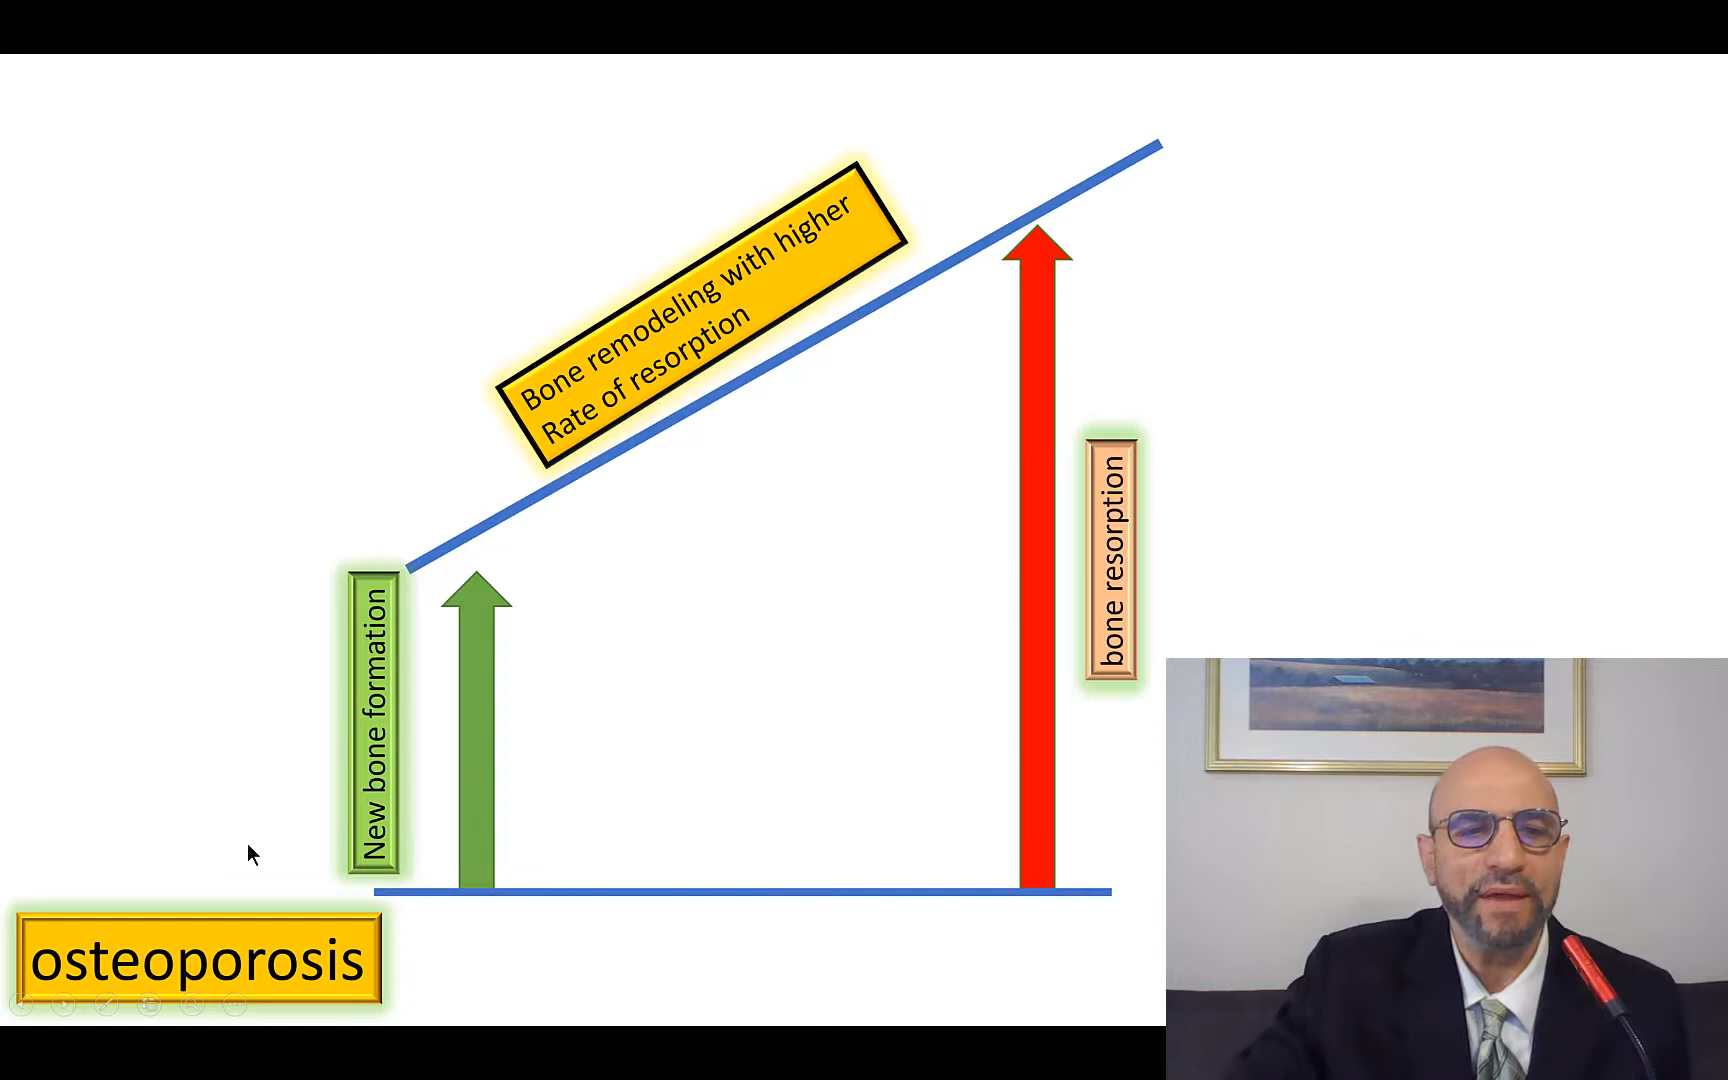 Bone remodeling with higher
Rate of resorption
bone resorption
New bone formation
osteoporosis